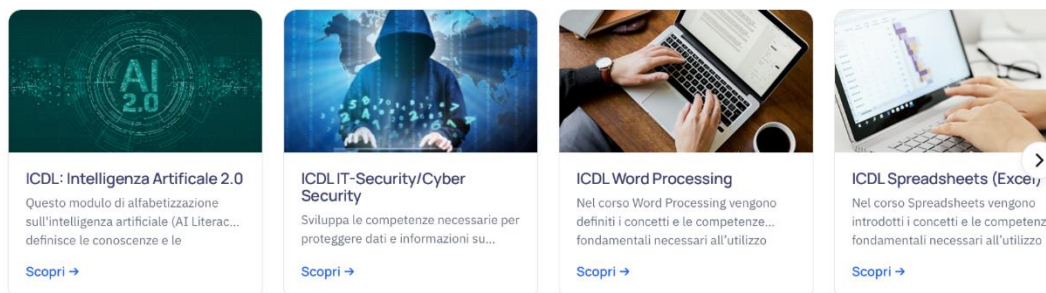 AI
2.0
ICDL: Intelligenza Artificale 2.0
Questo modulo di alfabetizzazione
sull'intelligenza artificiale (AI Literac...
definisce le conoscenze e le
Scopri →
ICDL IT-Security/Cyber
Security
Sviluppa le competenze necessarie per
proteggere dati e informazioni su...
Scopri →
ICDL Word Processing
Nel corso Word Processing vengono
definiti i concetti e le competenze...
fondamentali necessari all'utilizzo
Scopri →
ICDL Spreadsheets (Excel)
Nel corso Spreadsheets vengono
introdotti i concetti e le competenz
fondamentali necessari all'utilizzo
Scopri →